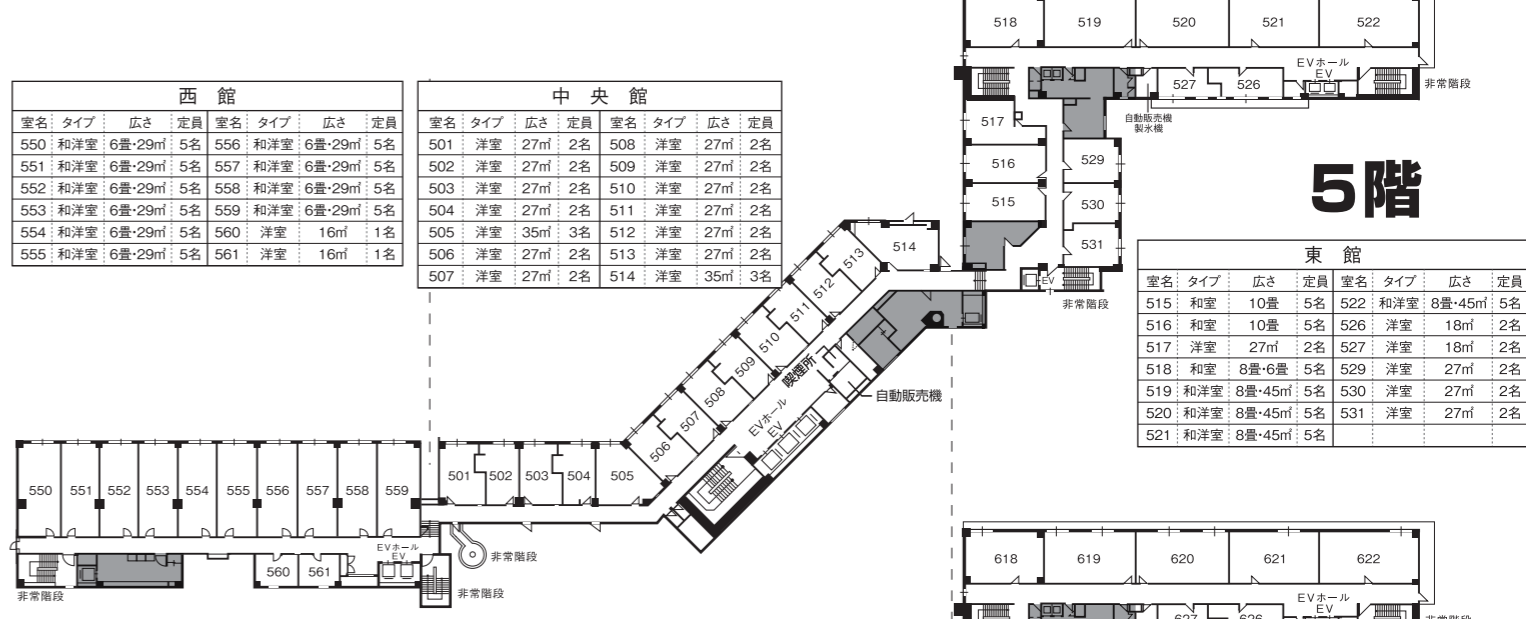 518 519 520 521 522
EVホール
EV
527 526
非常階段
自動販売機
製氷機
517
516
515
529
530
531
EV
非常階段
5階
西館
室名 タイプ 広さ 定員 室名 タイプ 広さ 定員
550 和洋室 6畳・29㎡ 5名 556 和洋室 6畳・29㎡ 5名
551 和洋室 6畳・29㎡ 5名 557 和洋室 6畳・29㎡ 5名
552 和洋室 6畳・29㎡ 5名 558 和洋室 6畳・29㎡ 5名
553 和洋室 6畳・29㎡ 5名 559 和洋室 6畳・29㎡ 5名
554 和洋室 6畳・29㎡ 5名 560 洋室 16㎡ 1名
555 和洋室 6畳・29㎡ 5名 561 洋室 16㎡ 1名
中央館
室名 タイプ 広さ 定員 室名 タイプ 広さ 定員
501 洋室 27㎡ 2名 508 洋室 27㎡ 2名
502 洋室 27㎡ 2名 509 洋室 27㎡ 2名
503 洋室 27㎡ 2名 510 洋室 27㎡ 2名
504 洋室 27㎡ 2名 511 洋室 27㎡ 2名
505 洋室 35㎡ 3名 512 洋室 27㎡ 2名
506 洋室 27㎡ 2名 513 洋室 27㎡ 2名
507 洋室 27㎡ 2名 514 洋室 35㎡ 3名
東館
室名 タイプ 広さ 定員 室名 タイプ 広さ 定員
515 和室 10畳 5名 522 和洋室 8畳・45㎡ 5名
516 和室 10畳 5名 526 洋室 18㎡ 2名
517 洋室 27㎡ 2名 527 洋室 18㎡ 2名
518 和室 8畳・6畳 5名 529 洋室 27㎡ 2名
519 和洋室 8畳・45㎡ 5名 530 洋室 27㎡ 2名
520 和洋室 8畳・45㎡ 5名 531 洋室 27㎡ 2名
521 和洋室 8畳・45㎡ 5名
514
513
512
511
510
509
508
507
506
喫煙所
自動販売機
EVホール
EV
501 502 503 504 505
550 551 552 553 554 555 556 557 558 559
EVホール
EV
560 561
非常階段
非常階段
非常階段
618 619 620 621 622
EVホール
EV
627 626
非常階段